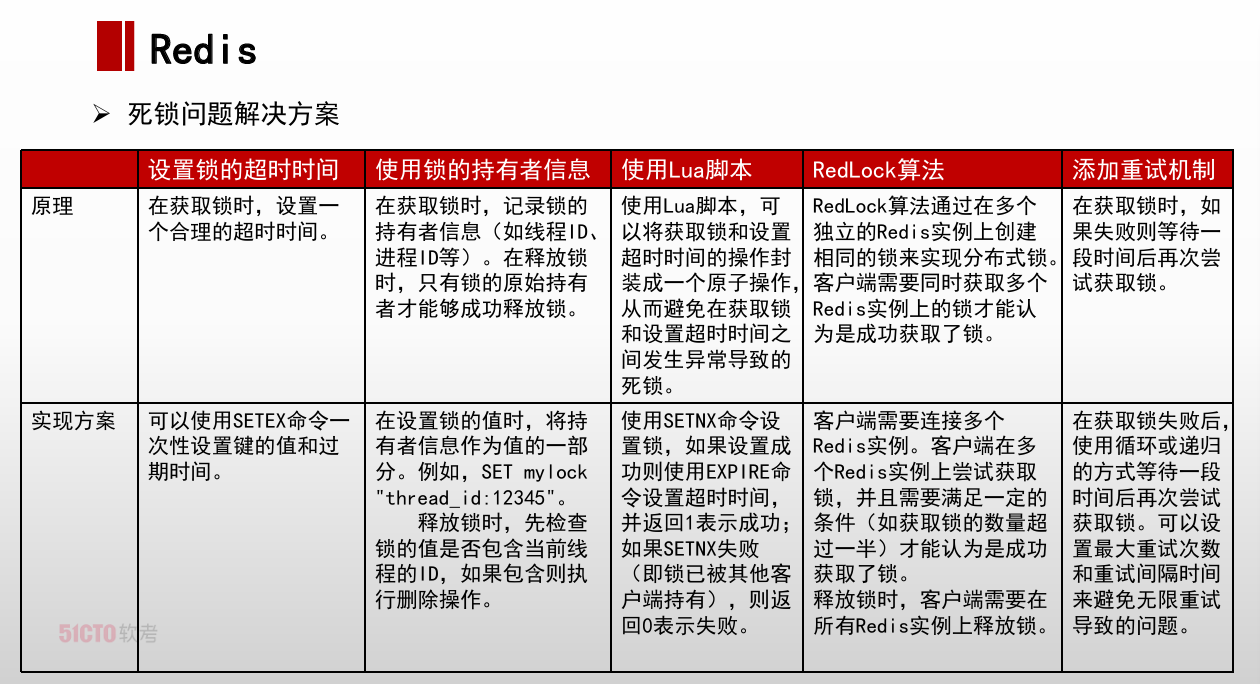 Redis
➢ 死锁问题解决方案
设置锁的超时时间
使用锁的持有者信息
使用Lua脚本
RedLock算法
添加重试机制
原理
在获取锁时，设置一
个合理的超时时间。
在获取锁时，记录锁的
持有者信息（如线程ID、
进程ID等）。在释放锁
时，只有锁的原始持有
者才能够成功释放锁。
使用Lua脚本，可
以将获取锁和设置
超时时间的操作封
装成一个原子操作，
从而避免在获取锁
和设置超时时间之
间发生异常导致的
死锁。
RedLock算法通过在多个
独立的Redis实例上创建
相同的锁来实现分布式锁。
客户端需要同时获取多个
Redis实例上的锁才能认
为是成功获取了锁。
在获取锁时，如
果失败则等待一
段时间后再次尝
试获取锁。
实现方案
可以使用SETEX命令一
次性设置键的值和过
期时间。
在设置锁的值时，将持
有者信息作为值的一部
分。例如，SET mylock
"thread_id:12345"。
释放锁时，先检查
锁的值是否包含当前线
程的ID，如果包含则执
行删除操作。
使用SETNX命令设
置锁，如果设置成
功则使用EXPIRE命
令设置超时时间，
并返回1表示成功；
如果SETNX失败
（即锁已被其他客
户端持有），则返
回0表示失败。
客户端需要连接多个
Redis实例。客户端在多
个Redis实例上尝试获取
锁，并且需要满足一定的
条件（如获取锁的数量超
过一半）才能认为是成功
获取了锁。
释放锁时，客户端需要在
所有Redis实例上释放锁。
在获取锁失败后，
使用循环或递归
的方式等待一段
时间后再次尝试
获取锁。可以设
置最大重试次数
和重试间隔时间
来避免无限重试
导致的问题。
51CTO软考